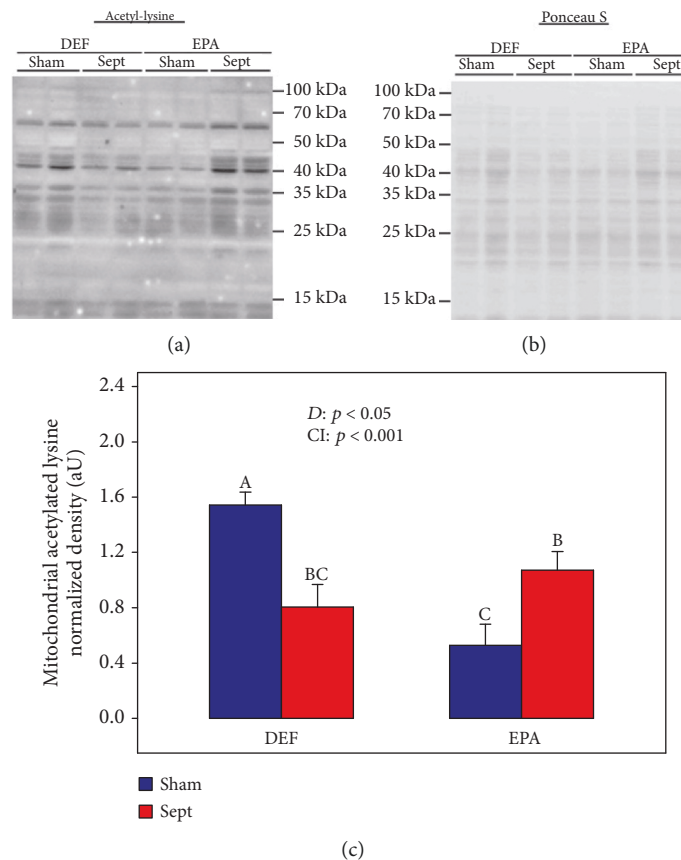 Acetyl-lysine
DEF EPA
Sham Sept Sham Sept
100 kDa
70 kDa
50 kDa
40 kDa
35 kDa
25 kDa
15 kDa
(a)
Ponceau S
DEF EPA
Sham Sept Sham Sept
100 kDa
70 kDa
50 kDa
40 kDa
35 kDa
25 kDa
15 kDa
(b)
Mitochondrial acetylated lysine
normalized density (aU)
2.4
2.0
1.6
1.2
0.8
0.4
0.0
D: p < 0.05
CI: p < 0.001
A
BC
C
B
DEF EPA
Sham
Sept
(c)